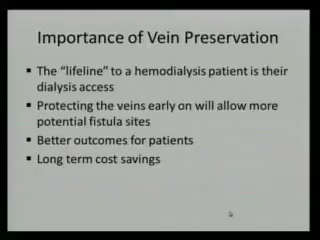 Importance of Vein Preservation
▪ The “lifeline” to a hemodialysis patient is their
dialysis access
▪ Protecting the veins early on will allow more
potential fistula sites
▪ Better outcomes for patients
▪ Long term cost savings